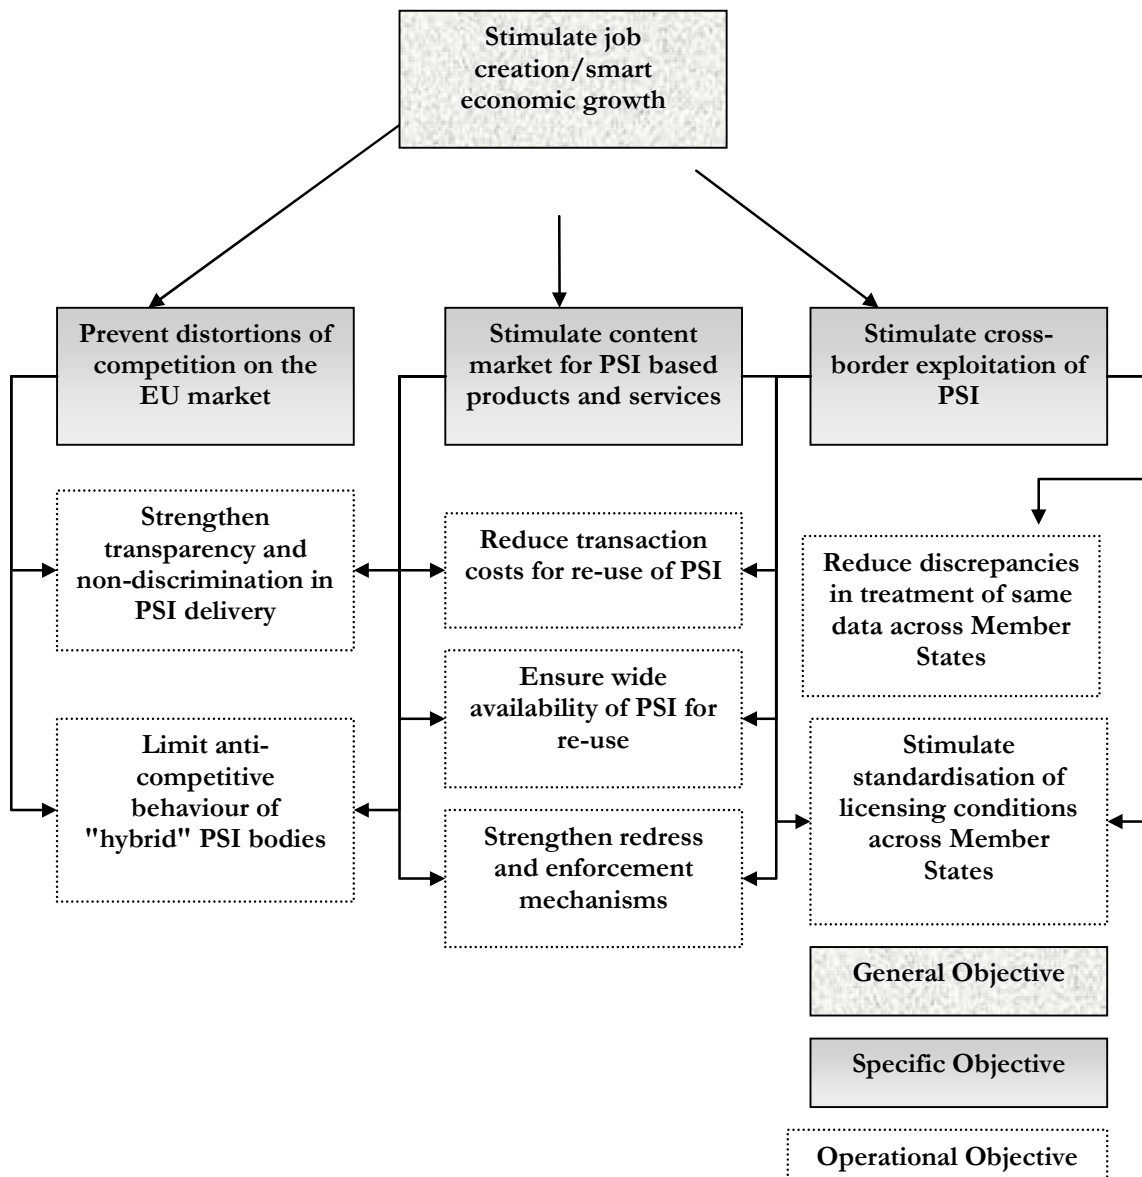 Stimulate job
creation/smart
economic growth
Prevent distortions of
competition on the
EU market
Stimulate content
market for PSI based
products and services
Stimulate cross-
border exploitation of
PSI
Strengthen
transparency and
non-discrimination in
PSI delivery
Reduce transaction
costs for re-use of PSI
Reduce discrepancies
in treatment of same
data across Member
States
Ensure wide
availability of PSI for
re-use
Limit anti-
competitive
behaviour of
"hybrid" PSI bodies
Stimulate
standardisation of
licensing conditions
across Member
States
Strengthen redress
and enforcement
mechanisms
General Objective
Specific Objective
Operational Objective